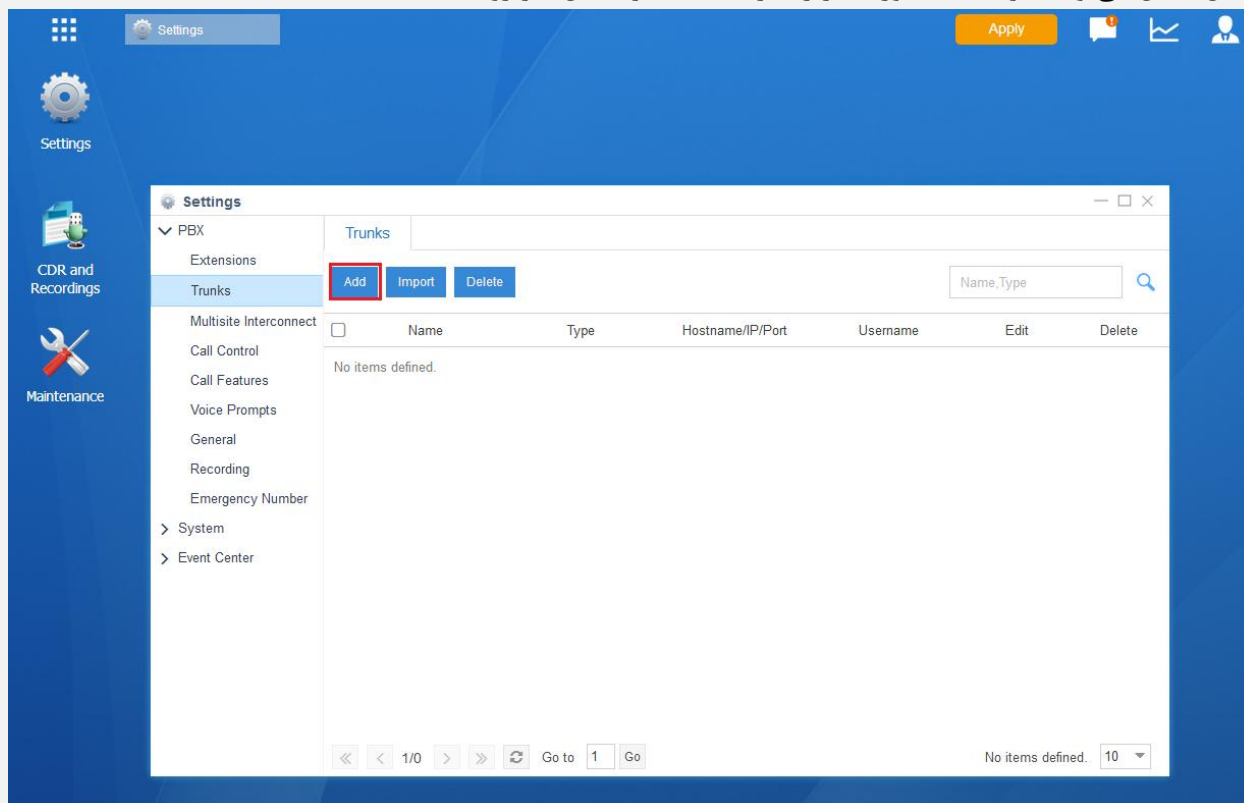 Settings
Apply
Settings
CDR and
Recordings
Maintenance
Settings
PBX
Extensions
Trunks
Multisite Interconnect
Call Control
Call Features
Voice Prompts
General
Recording
Emergency Number
System
Event Center
Trunks
Add Import Delete
Name,Type
Name Type Hostname/IP/Port Username Edit Delete
No items defined.
1/0 Go to 1 Go
No items defined. 10